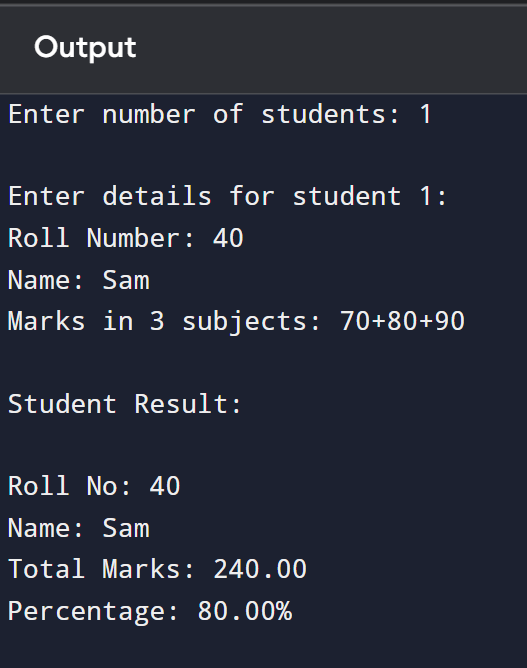 Output
Enter number of students: 1
Enter details for student 1:
Roll Number: 40
Name: Sam
Marks in 3 subjects: 70+80+90
Student Result:
Roll No: 40
Name: Sam
Total Marks: 240.00
Percentage: 80.00%